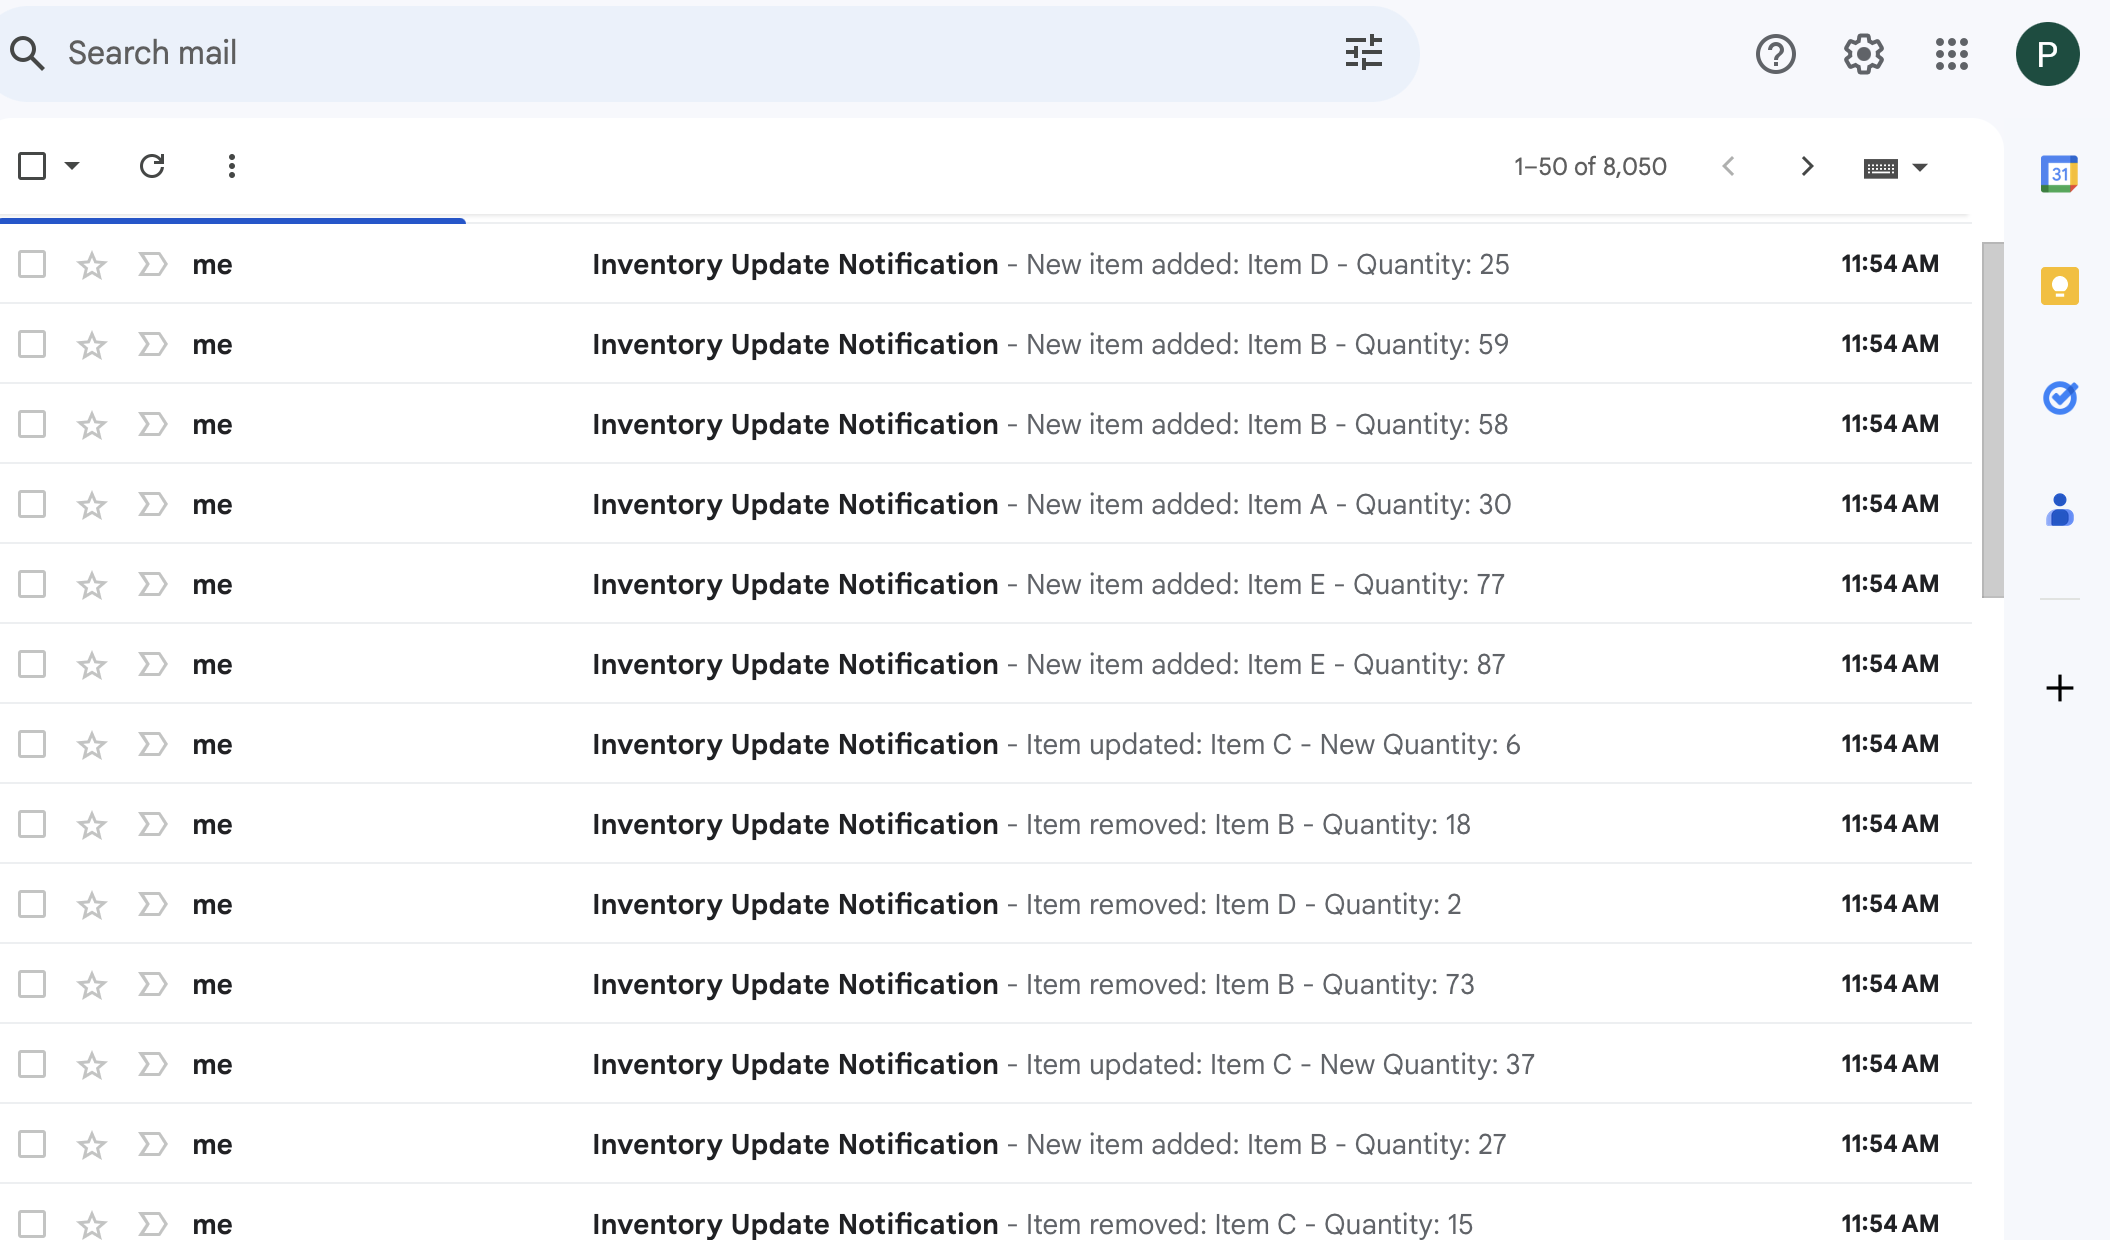 Search mail
P
1–50 of 8,050
31
me Inventory Update Notification - New item added: Item D - Quantity: 25 11:54 AM
me Inventory Update Notification - New item added: Item B - Quantity: 59 11:54 AM
me Inventory Update Notification - New item added: Item B - Quantity: 58 11:54 AM
me Inventory Update Notification - New item added: Item A - Quantity: 30 11:54 AM
me Inventory Update Notification - New item added: Item E - Quantity: 77 11:54 AM
me Inventory Update Notification - New item added: Item E - Quantity: 87 11:54 AM
me Inventory Update Notification - Item updated: Item C - New Quantity: 6 11:54 AM
me Inventory Update Notification - Item removed: Item B - Quantity: 18 11:54 AM
me Inventory Update Notification - Item removed: Item D - Quantity: 2 11:54 AM
me Inventory Update Notification - Item removed: Item B - Quantity: 73 11:54 AM
me Inventory Update Notification - Item updated: Item C - New Quantity: 37 11:54 AM
me Inventory Update Notification - New item added: Item B - Quantity: 27 11:54 AM
me Inventory Update Notification - Item removed: Item C - Quantity: 15 11:54 AM